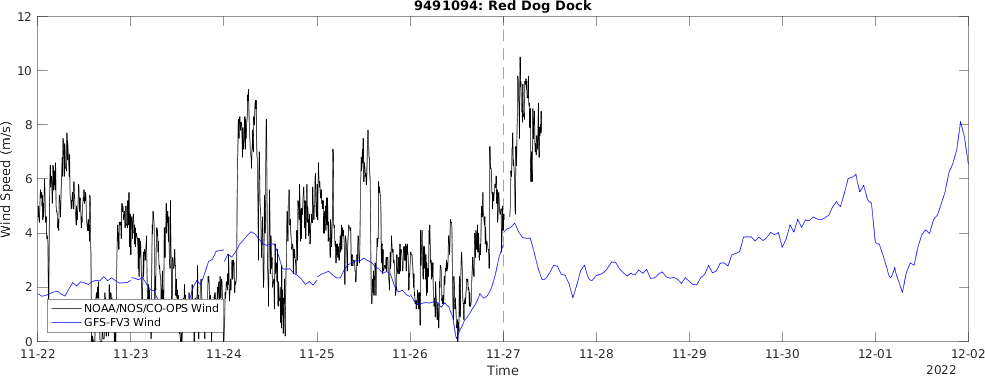 9491094: Red Dog Dock
12
10
8
6
4
2
0
Wind Speed (m/s)
NOAA/NOS/CO-OPS Wind
GFS-FV3 Wind
11-22 11-23 11-24 11-25 11-26 11-27 11-28 11-29 11-30 12-01 12-02
Time
2022